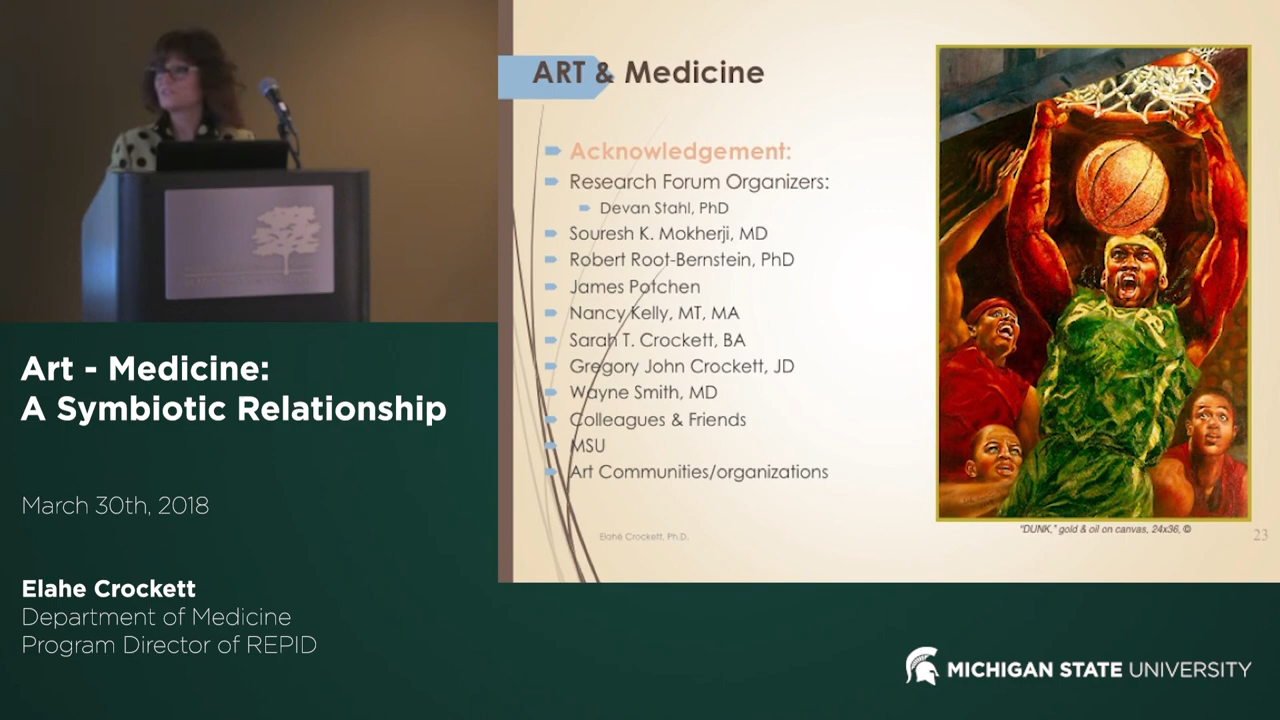 Art - Medicine:
A Symbiotic Relationship
March 30th, 2018
Elahe Crockett
Department of Medicine
Program Director of REPID
ART & Medicine
Acknowledgement:
Research Forum Organizers:
Devan Stahl, PhD
Souresh K. Mokherji, MD
Robert Root-Bernstein, PhD
James Potchen
Nancy Kelly, MT, MA
Sarah T. Crockett, BA
Gregory John Crockett, JD
Wayne Smith, MD
Colleagues & Friends
MSU
Art Communities/organizations
Elahé Crockett, Ph.D.
"DUNK," gold & oil on canvas, 24x36, ©
23
MICHIGAN STATE UNIVERSITY